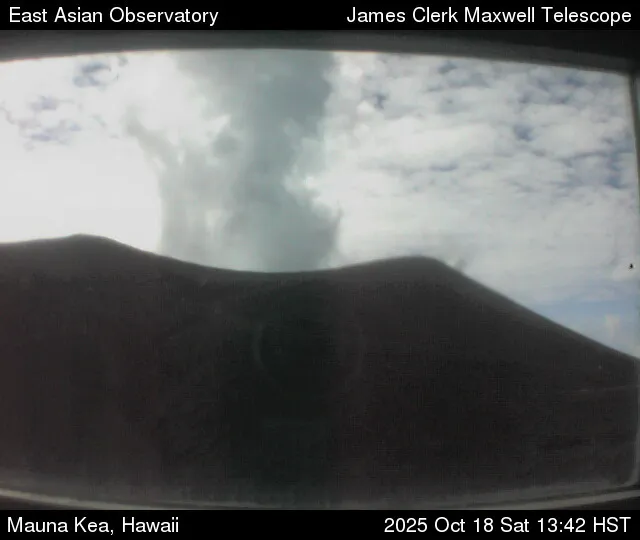 East Asian Observatory
James Clerk Maxwell Telescope
Mauna Kea, Hawaii
2025 Oct 18 Sat 13:42 HST